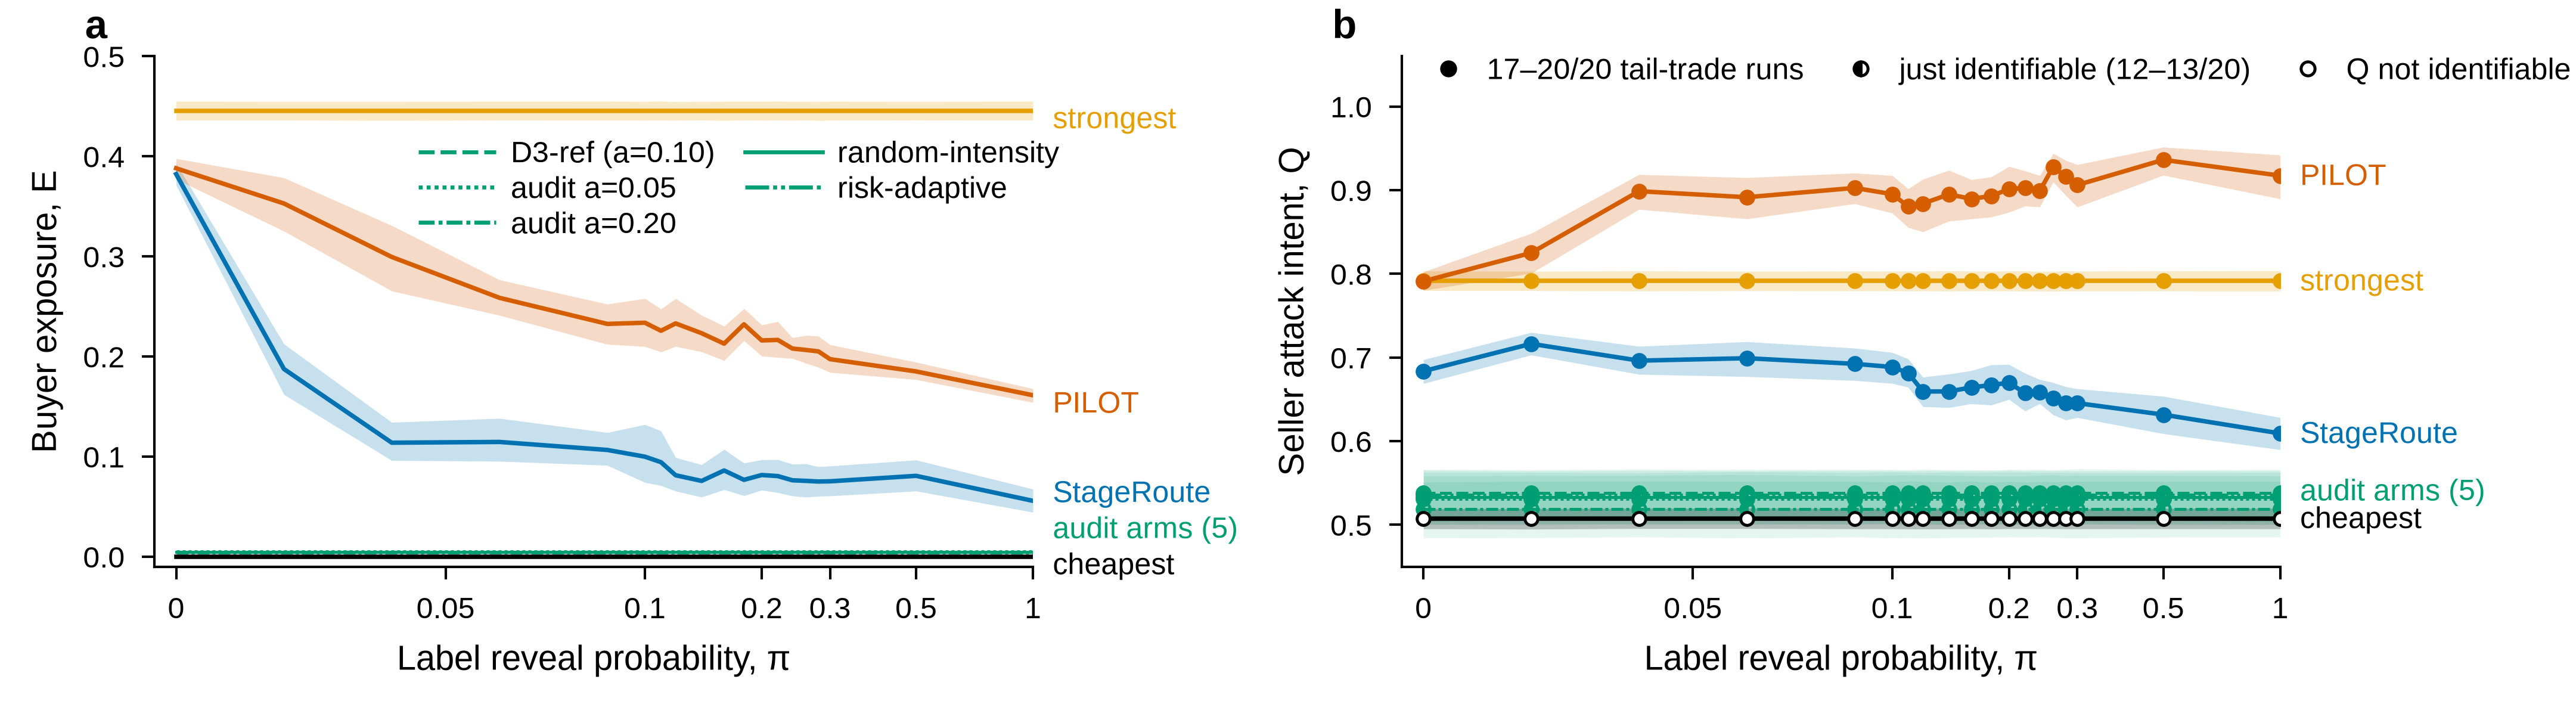 a
0.5
0.4
0.3
0.2
0.1
0.0
Buyer exposure, E
strongest
D3-ref (a=0.10)
audit a=0.05
audit a=0.20
random-intensity
risk-adaptive
PILOT
StageRoute
audit arms (5)
cheapest
0 0.05 0.1 0.2 0.3 0.5 1
Label reveal probability, π
b
17–20/20 tail-trade runs just identifiable (12–13/20) Q not identifiable
1.0
0.9
0.8
0.7
0.6
0.5
Seller attack intent, Q
PILOT
strongest
StageRoute
audit arms (5)
cheapest
0 0.05 0.1 0.2 0.3 0.5 1
Label reveal probability, π